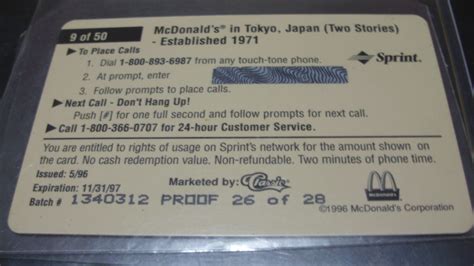 9 of 50
McDonald's® in Tokyo, Japan (Two Stories)
- Established 1971
To Place Calls
1. Dial 1-800-893-6987 from any touch-tone phone.
2. At prompt, enter
3. Follow prompts to place calls.
Sprint.
Next Call - Don't Hang Up!
Push [#] for one full second and follow prompts for next call.
Call 1-800-366-0707 for 24-hour Customer Service.
You are entitled to rights of usage on Sprint's network for the amount shown on
the card. No cash redemption value. Non-refundable. Two minutes of phone time.
Issued: 5/96
Expiration: 11/31/97
Marketed by: Classic
Batch # 1340312 PROOF 26 of 28
McDonald's
©1996 McDonald's Corporation